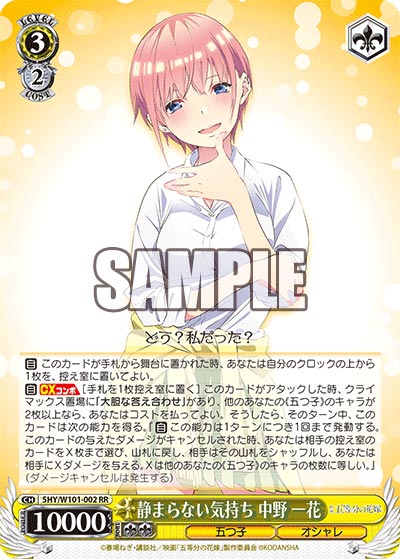 LEVEL
3
2
COST
SAMPLE
どう?私だった?
自 このカードが手札から舞台に置かれた時、あなたは自分のクロックの上から
1枚を、控え室に置いてよい。
自 CXコンボ [手札を1枚控え室に置く] このカードがアタックした時、クライ
マックス置場に「大胆な答え合わせ」があり、他のあなたの《五つ子》のキャラが
2枚以上なら、あなたはコストを払ってよい。そうしたら、そのターン中、この
カードは次の能力を得る。『自 この能力は1ターンにつき1回まで発動する。
このカードの与えたダメージがキャンセルされた時、あなたは相手の控え室の
カードをX枚まで選び、山札に戻し、相手はその山札をシャッフルし、あなたは
相手にXダメージを与える。Xはあなたの《五つ子》のキャラの枚数に等しい。』
(ダメージキャンセルは発生する)
CH 5HY/W101-002 RR
10000
静まらない気持ち 中野 一花
五等分の花嫁
五つ子 オシャレ
©春場ねぎ・講談社/映画「五等分の花嫁」製作委員会 ®KODANSHA